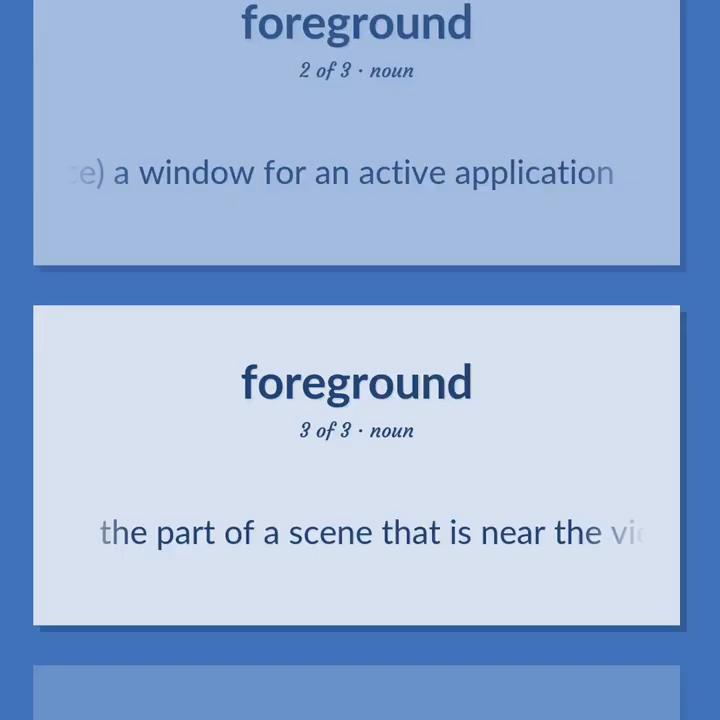 foreground
2 of 3 · noun
a window for an active application
foreground
3 of 3 · noun
the part of a scene that is near the